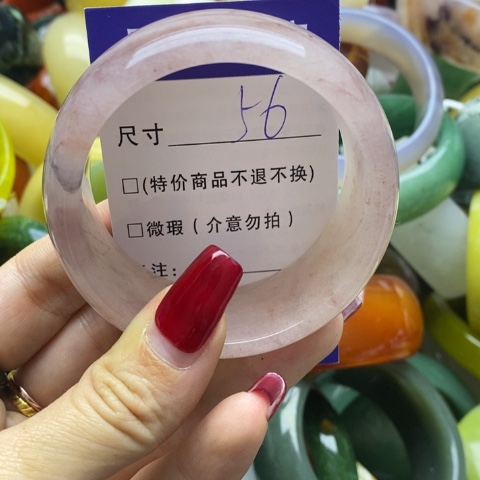 尺寸 56
□(特价商品不退不换)
□微瑕(介意勿拍)
注: